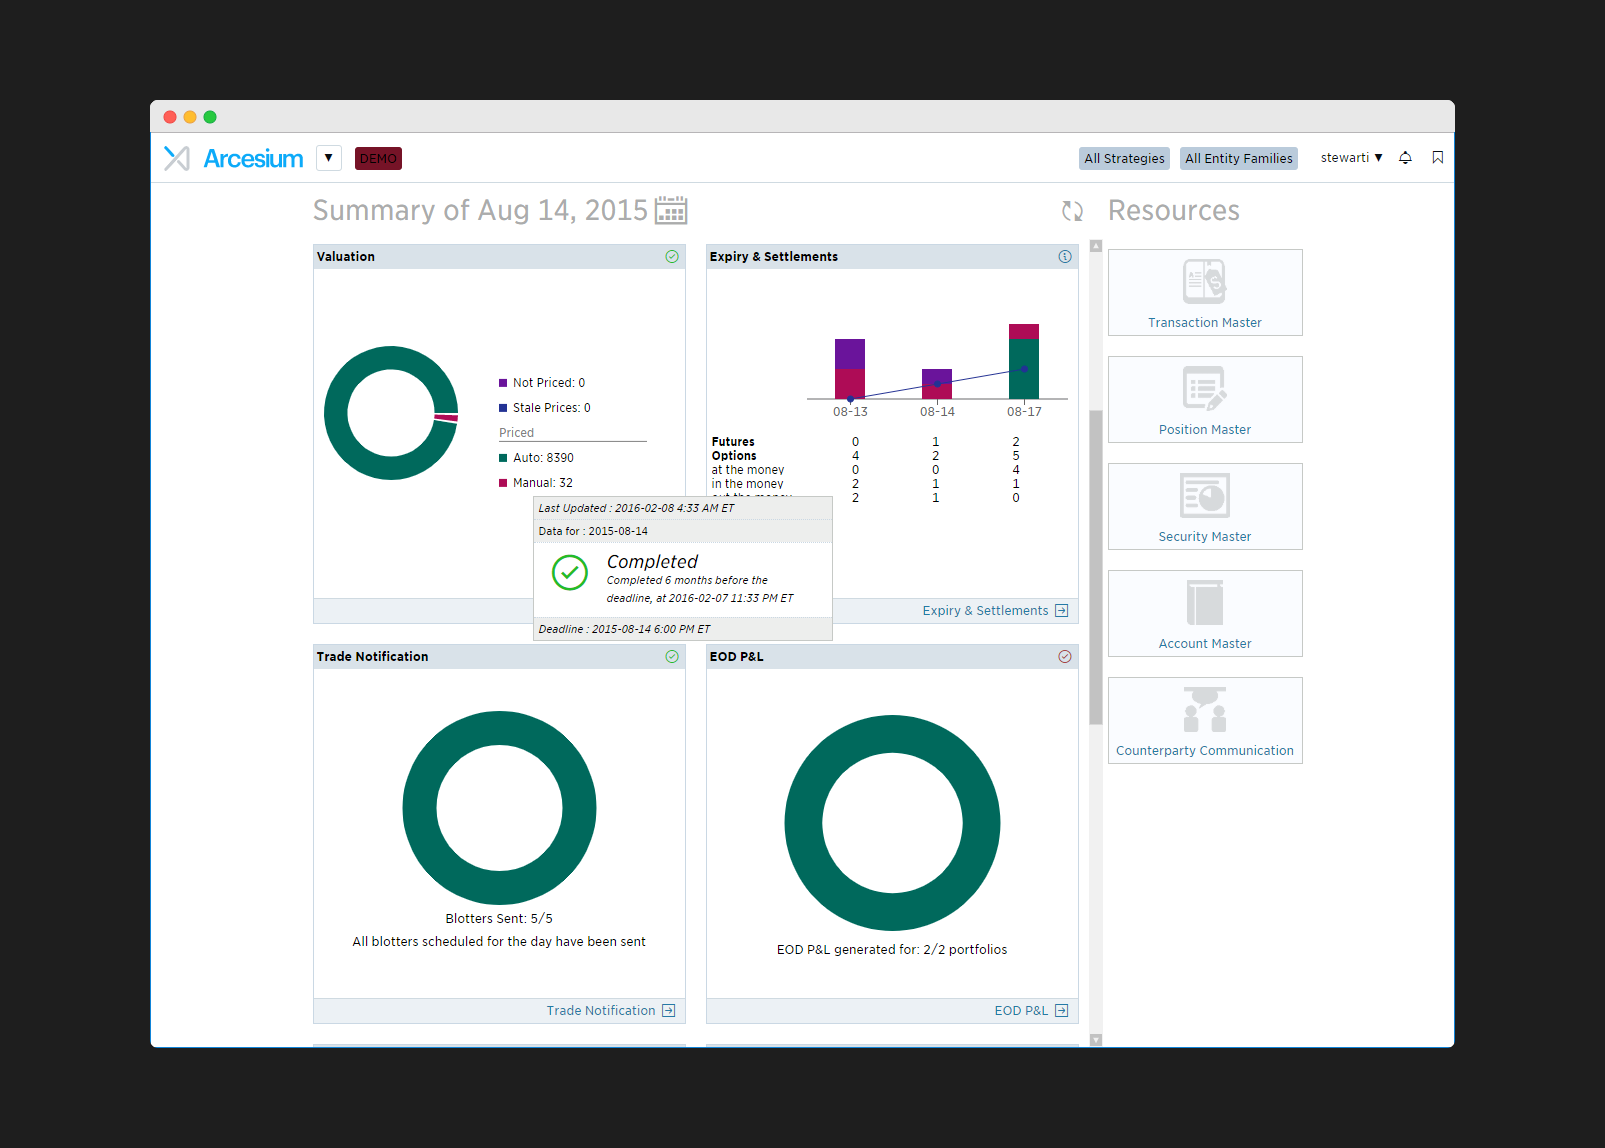 Arcesium
DEMO
All Strategies
All Entity Families
stewarti
Summary of Aug 14, 2015
Resources
Valuation
Not Priced: 0
Stale Prices: 0
Priced
Auto: 8390
Manual: 32
Expiry & Settlements
08-13 08-14 08-17
Futures 0 1 2
Options 4 2 5
at the money 0 0 4
in the money 2 1 1
out the money 2 1 0
Last Updated : 2016-02-08 4:33 AM ET
Data for : 2015-08-14
Completed
Completed 6 months before the
deadline, at 2016-02-07 11:33 PM ET
Deadline : 2015-08-14 6:00 PM ET
Expiry & Settlements
Trade Notification
Blotters Sent: 5/5
All blotters scheduled for the day have been sent
Trade Notification
EOD P&L
EOD P&L generated for: 2/2 portfolios
EOD P&L
Transaction Master
Position Master
Security Master
Account Master
Counterparty Communication